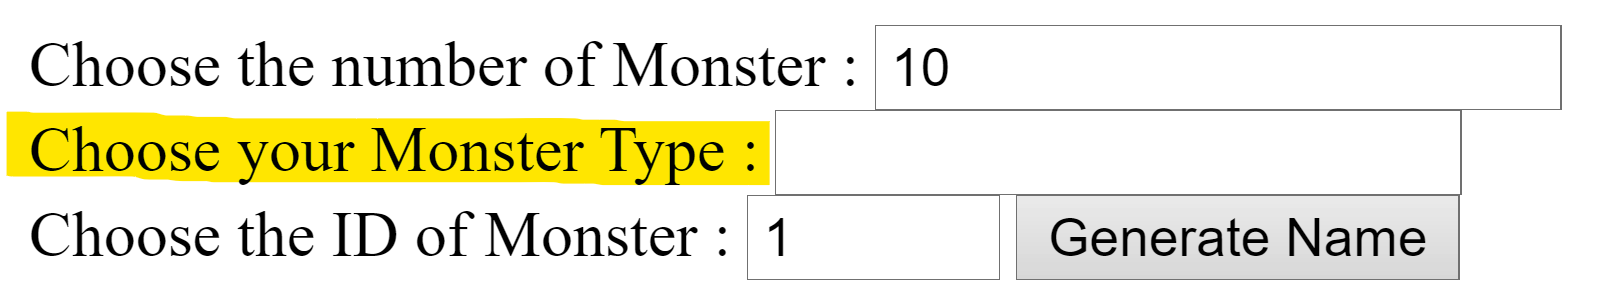 Choose the number of Monster : 10
Choose your Monster Type :
Choose the ID of Monster : 1 Generate Name